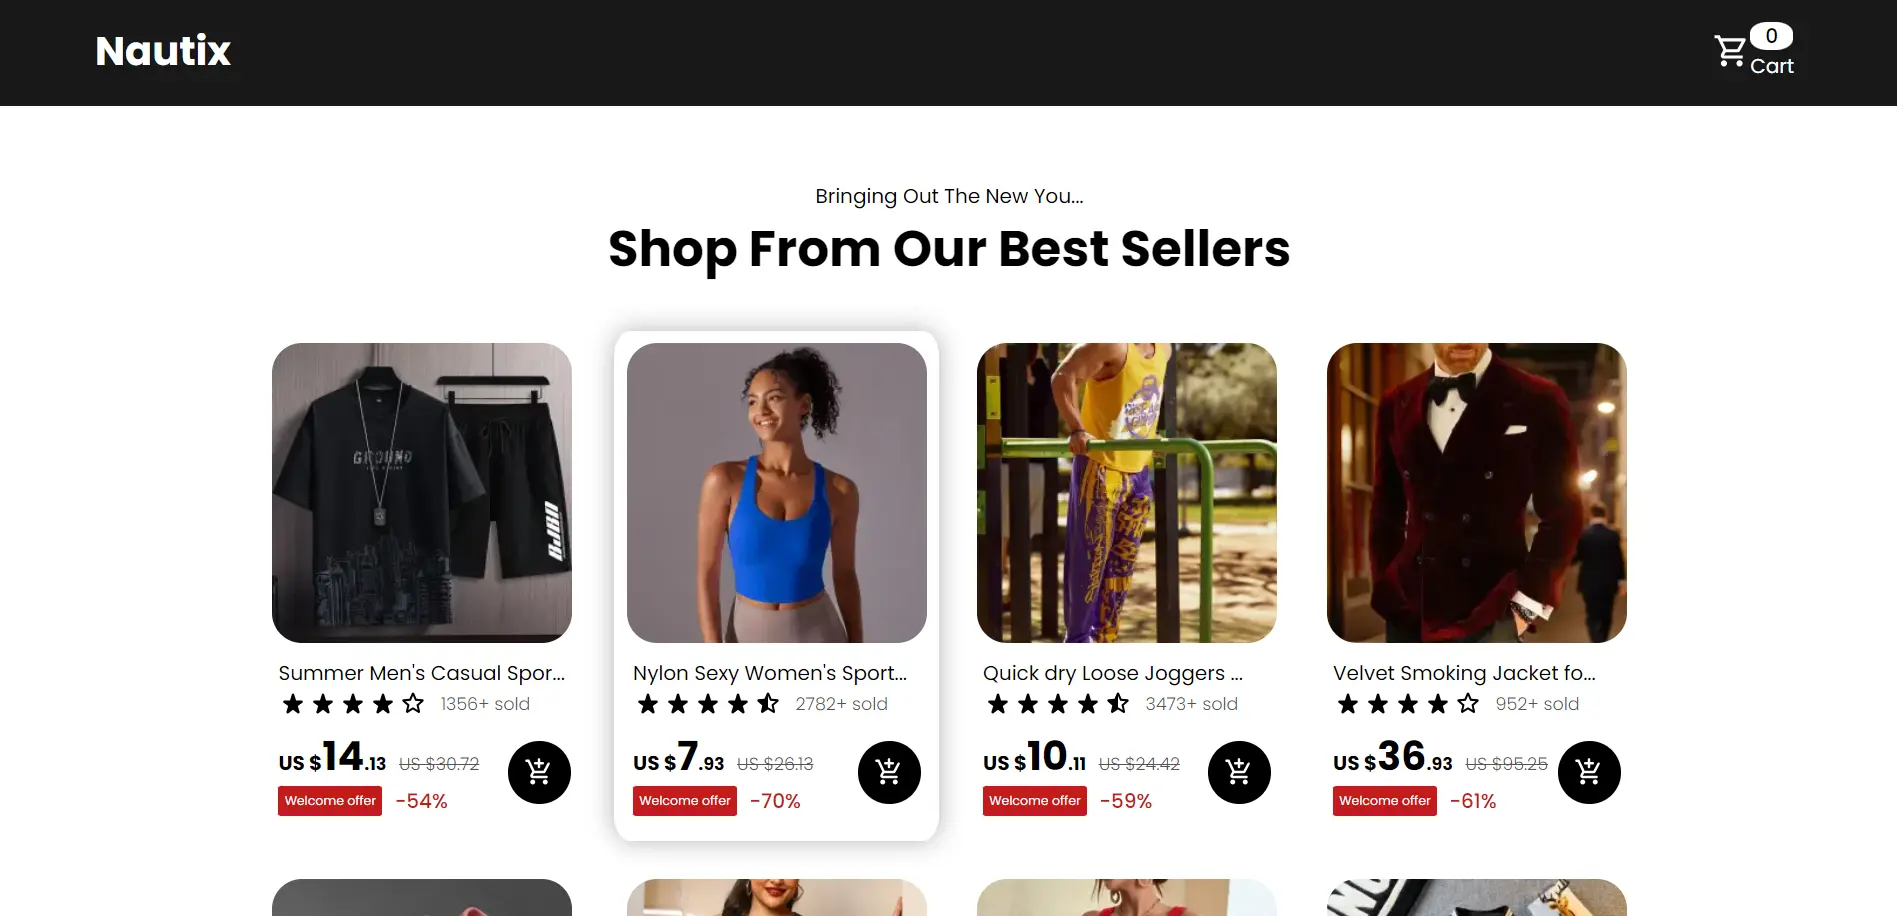 Nautix
0
Cart
Bringing Out The New You...
Shop From Our Best Sellers
GROUND
Summer Men's Casual Spor...
1356+ sold
US $14.13 US $30.72
Welcome offer -54%
Nylon Sexy Women's Sport...
2782+ sold
US $7.93 US $26.13
Welcome offer -70%
Quick dry Loose Joggers ...
3473+ sold
US $10.11 US $24.42
Welcome offer -59%
Velvet Smoking Jacket fo...
952+ sold
US $36.93 US $95.25
Welcome offer -61%